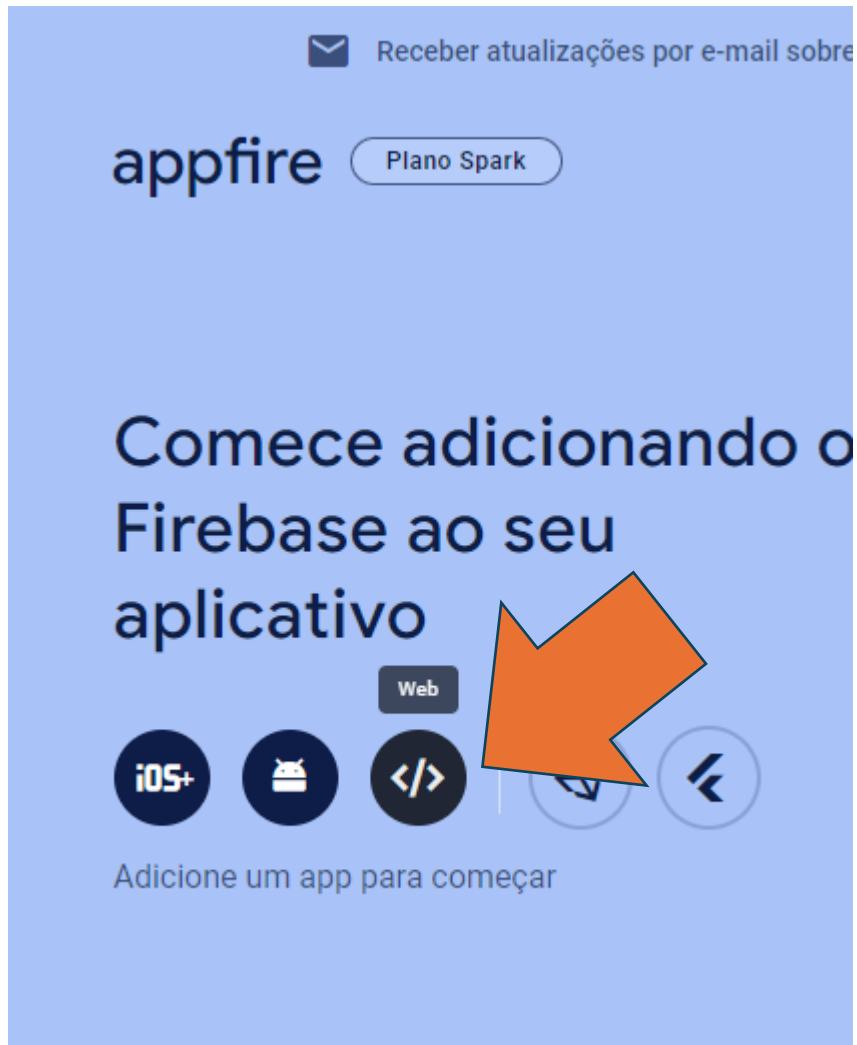 Receber atualizações por e-mail sobre
appfire Plano Spark
Comece adicionando o
Firebase ao seu
aplicativo
Web
iOS+ </>
Adicione um app para começar